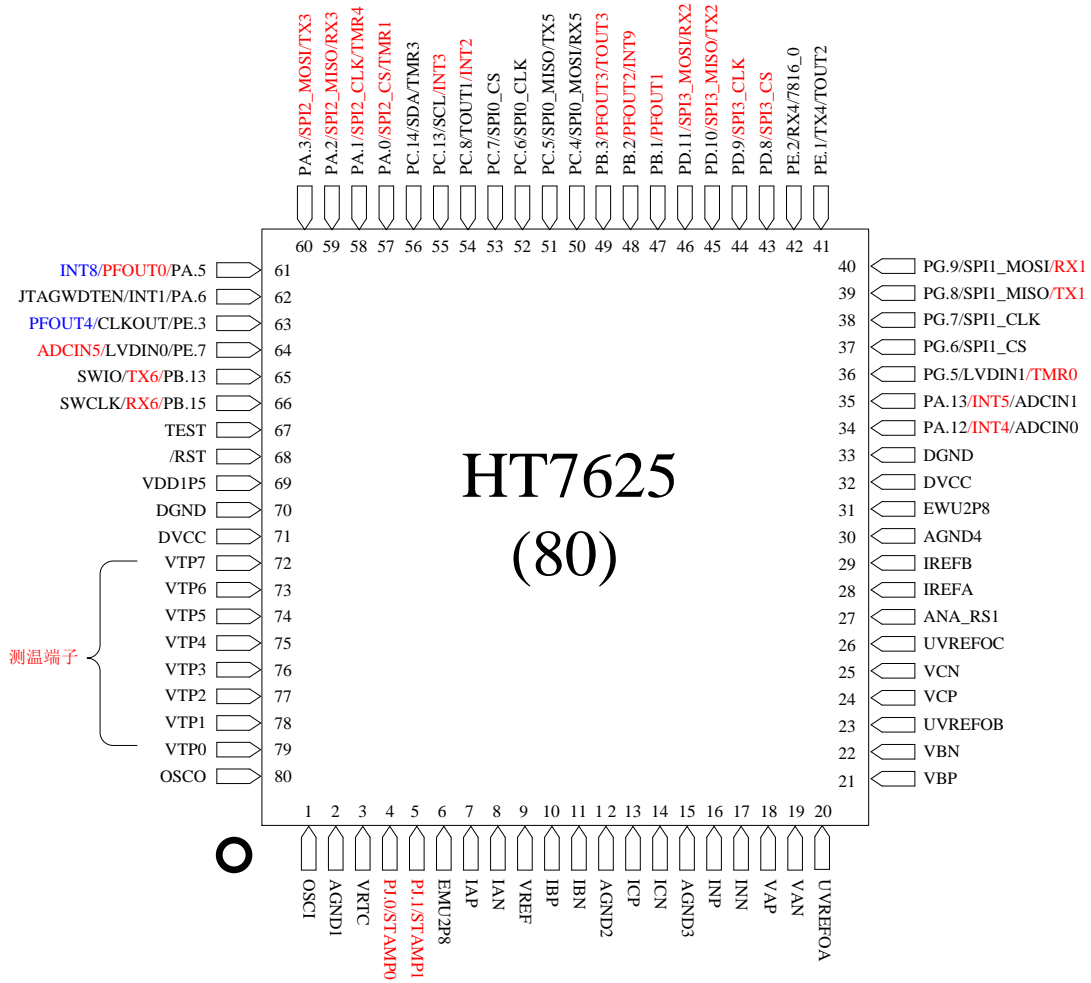 PA.3/SPI2_MOSI/TX3
PA.2/SPI2_MISO/RX3
PA.1/SPI2_CLK/TMR4
PA.0/SPI2_CS/TMR1
PC.14/SDA/TMR3
PC.13/SCL/INT3
PC.8/TOUT1/INT2
PC.7/SPI0_CS
PC.6/SPI0_CLK
PC.5/SPI0_MISO/TX5
PC.4/SPI0_MOSI/RX5
PB.3/PFOUT3/TOUT3
PB.2/PFOUT2/INT9
PB.1/PFOUT1
PD.11/SPI3_MOSI/RX2
PD.10/SPI3_MISO/TX2
PD.9/SPI3_CLK
PD.8/SPI3_CS
PE.2/RX4/7816_0
PE.1/TX4/TOUT2
60 59 58 57 56 55 54 53 52 51 50 49 48 47 46 45 44 43 42 41
INT8/PFOUT0/PA.5 61
JTAGWDTEN/INT1/PA.6 62
PFOUT4/CLKOUT/PE.3 63
ADCIN5/LVDIN0/PE.7 64
SWIO/TX6/PB.13 65
SWCLK/RX6/PB.15 66
TEST 67
/RST 68
VDD1P5 69
DGND 70
DVCC 71
VTP7 72
VTP6 73
VTP5 74
VTP4 75
VTP3 76
VTP2 77
VTP1 78
VTP0 79
OSCO 80
测温端子
HT7625
(80)
40 PG.9/SPI1_MOSI/RX1
39 PG.8/SPI1_MISO/TX1
38 PG.7/SPI1_CLK
37 PG.6/SPI1_CS
36 PG.5/LVDIN1/TMR0
35 PA.13/INT5/ADCIN1
34 PA.12/INT4/ADCIN0
33 DGND
32 DVCC
31 EWU2P8
30 AGND4
29 IREFB
28 IREFA
27 ANA_RS1
26 UVREFOC
25 VCN
24 VCP
23 UVREFOB
22 VBN
21 VBP
1 2 3 4 5 6 7 8 9 10 11 12 13 14 15 16 17 18 19 20
OSCI
AGND1
VRTC
PJ.0/STAMP0
PJ.1/STAMP1
EMU2P8
IAP
IAN
VREF
IBP
IBN
AGND2
ICP
ICN
AGND3
INP
INN
VAP
VAN
UVREFOA